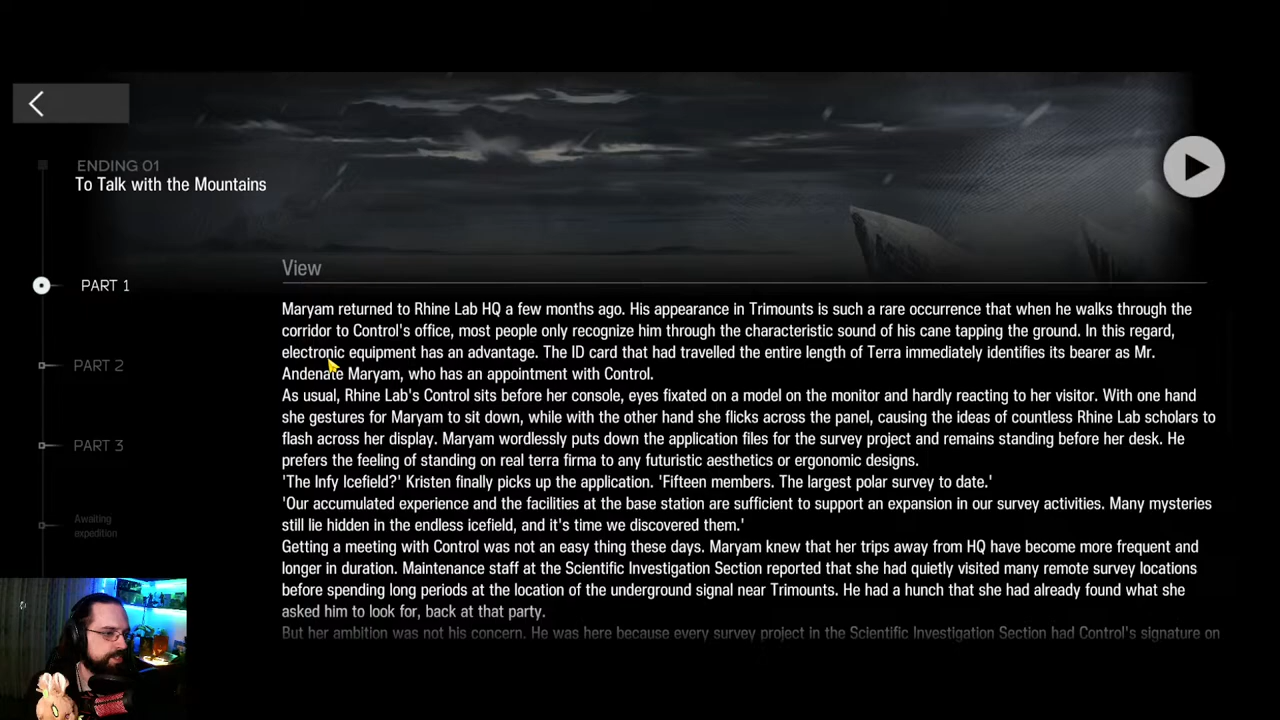 ENDING 01
To Talk with the Mountains
PART 1
PART 2
PART 3
Awaiting
expedition
View
Maryam returned to Rhine Lab HQ a few months ago. His appearance in Trimounts is such a rare occurrence that when he walks through the
corridor to Control's office, most people only recognize him through the characteristic sound of his cane tapping the ground. In this regard,
electronic equipment has an advantage. The ID card that had travelled the entire length of Terra immediately identifies its bearer as Mr.
Andenate Maryam, who has an appointment with Control.
As usual, Rhine Lab's Control sits before her console, eyes fixated on a model on the monitor and hardly reacting to her visitor. With one hand
she gestures for Maryam to sit down, while with the other hand she flicks across the panel, causing the ideas of countless Rhine Lab scholars to
flash across her display. Maryam wordlessly puts down the application files for the survey project and remains standing before her desk. He
prefers the feeling of standing on real terra firma to any futuristic aesthetics or ergonomic designs.
'The Infy Icefield?' Kristen finally picks up the application. 'Fifteen members. The largest polar survey to date.'
'Our accumulated experience and the facilities at the base station are sufficient to support an expansion in our survey activities. Many mysteries
still lie hidden in the endless icefield, and it's time we discovered them.'
Getting a meeting with Control was not an easy thing these days. Maryam knew that her trips away from HQ have become more frequent and
longer in duration. Maintenance staff at the Scientific Investigation Section reported that she had quietly visited many remote survey locations
before spending long periods at the location of the underground signal near Trimounts. He had a hunch that she had already found what she
asked him to look for, back at that party.
But her ambition was not his concern. He was here because every survey project in the Scientific Investigation Section had Control's signature on